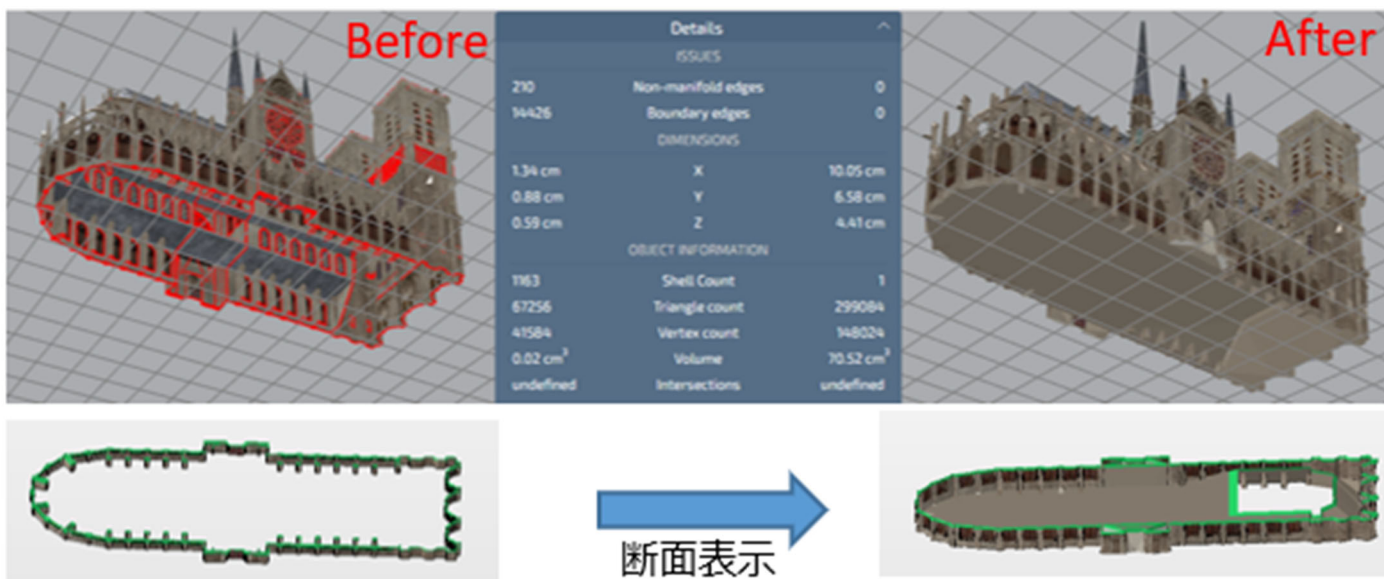 Before
Details
After
ISSUES
210 Non-manifold edges 0
14426 Boundary edges 0
DIMENSIONS
1.34 cm X 10.05 cm
0.88 cm Y 6.58 cm
0.59 cm Z 4.41 cm
OBJECT INFORMATION
1163 Shell Count 1
67256 Triangle count 299084
41584 Vertex count 148024
0.02 cm³ Volume 70.52 cm³
undefined Intersections undefined
断面表示